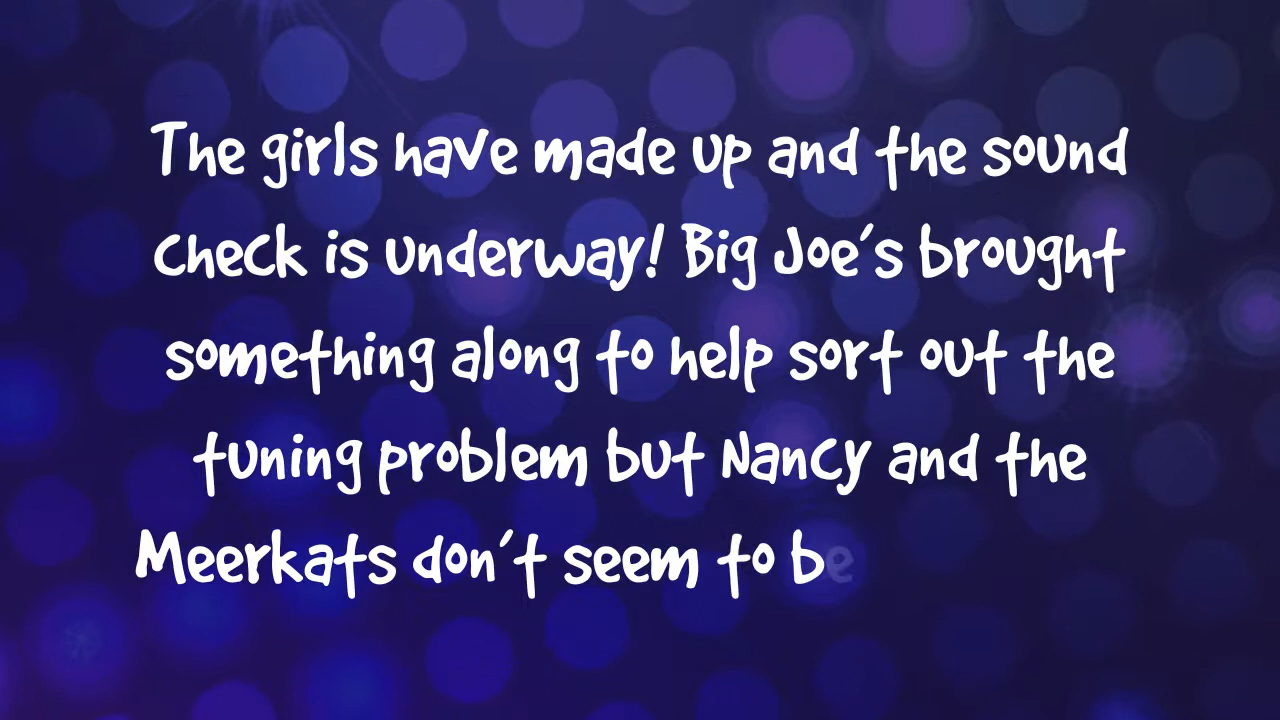 The girls have made up and the sound
check is underway! Big Joe's brought
something along to help sort out the
tuning problem but Nancy and the
Meerkats don't seem to be